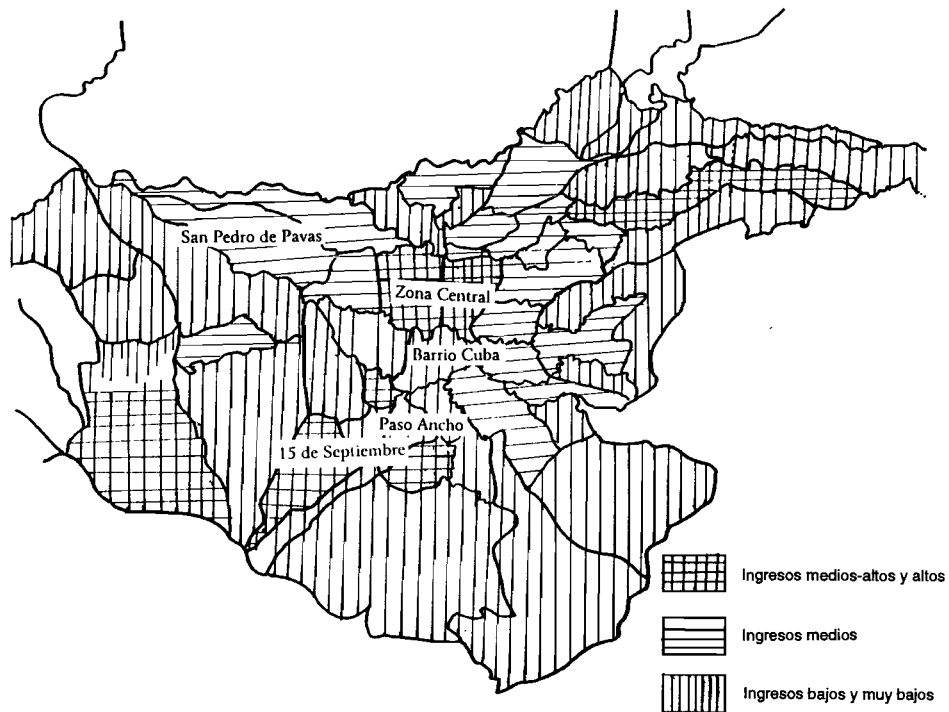 San Pedro de Pavas
Zona Central
Barrio Cuba
Paso Ancho
15 de Septiembre
Ingresos medios-altos y altos
Ingresos medios
Ingresos bajos y muy bajos